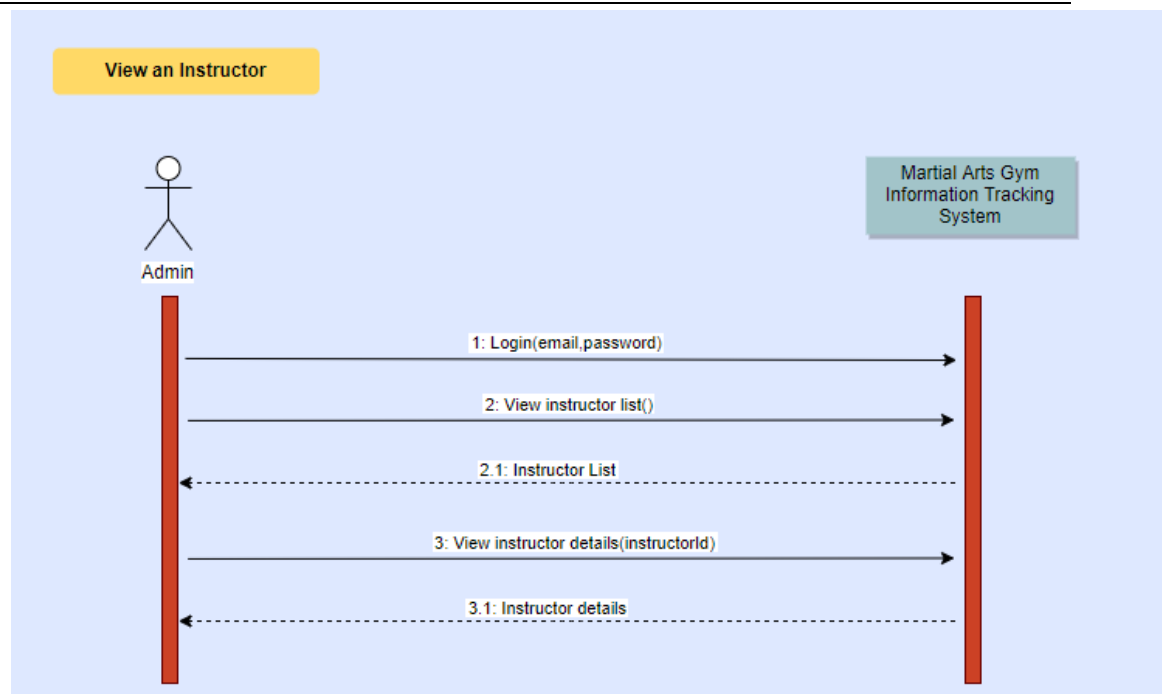 View an Instructor
Martial Arts Gym
Information Tracking
System
Admin
1: Login(email,password)
2: View instructor list()
2.1: Instructor List
3: View instructor details(instructorId)
3.1: Instructor details